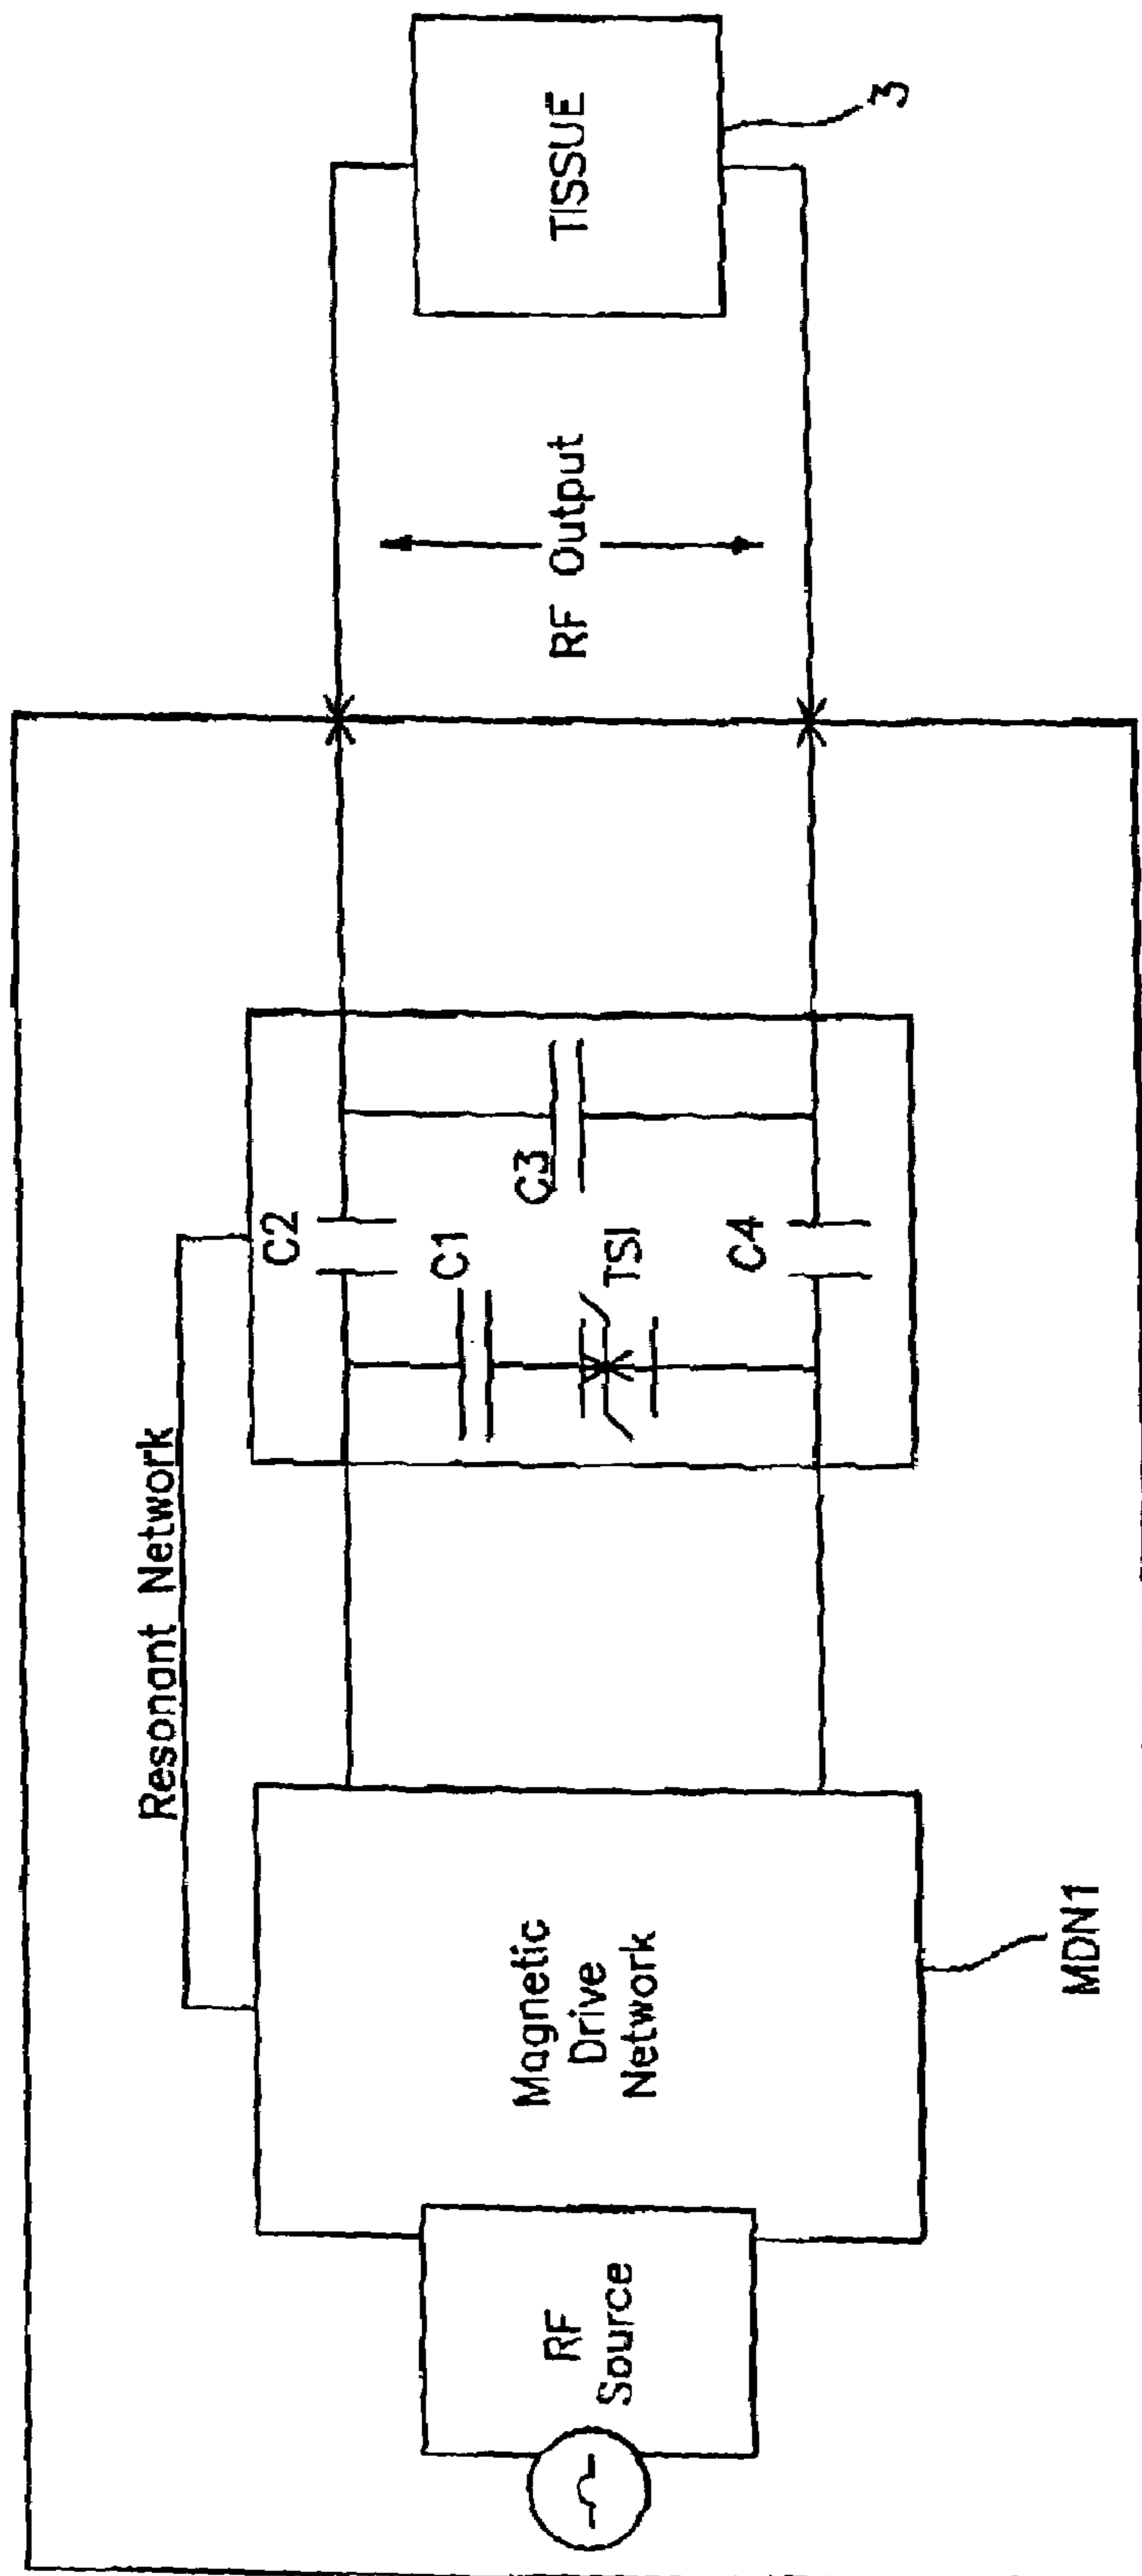 Resonant Network
RF
Source
Magnetic
Drive
Network
MDN1
C2
C1
C3
TSI
C4
RF Output
TISSUE
3